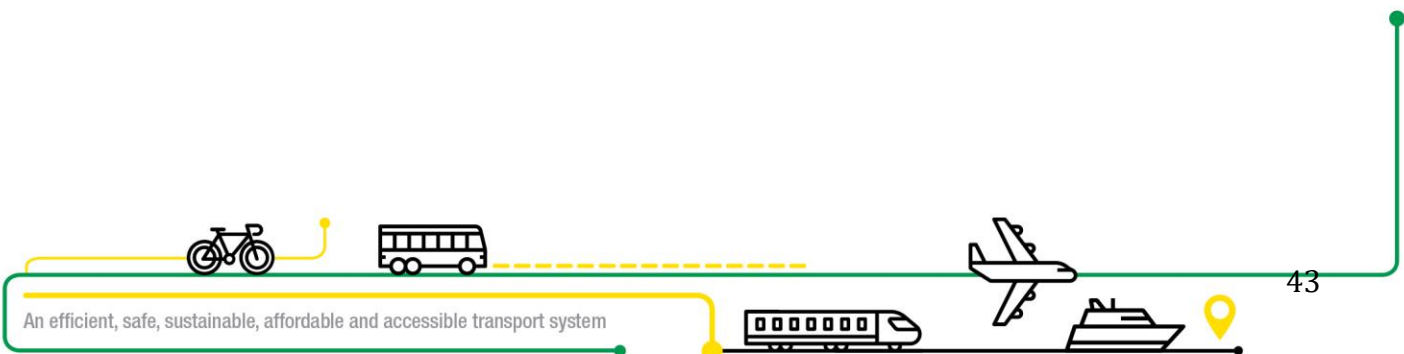 43
An efficient, safe, sustainable, affordable and accessible transport system